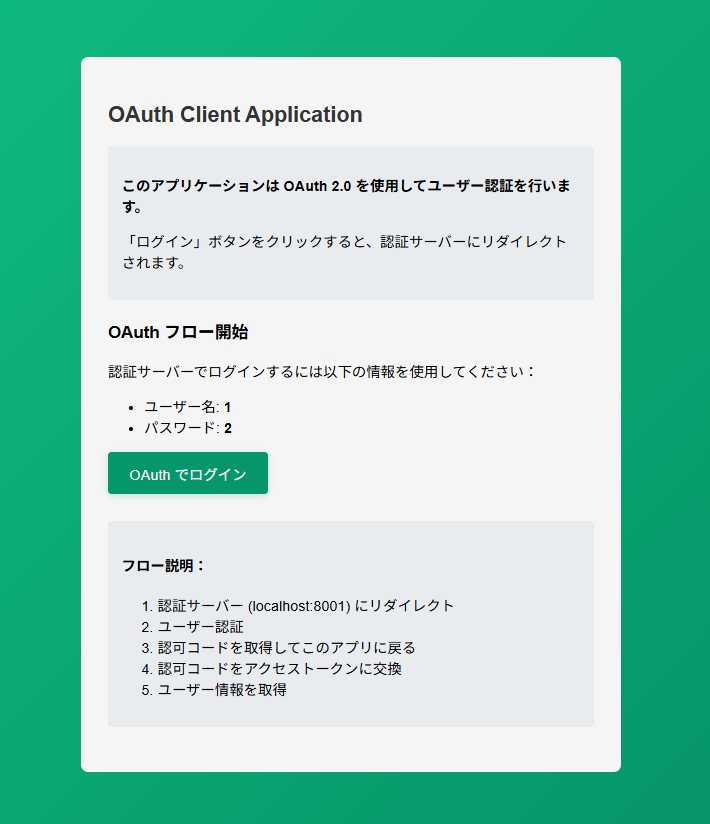 OAuth Client Application
このアプリケーションは OAuth 2.0 を使用してユーザー認証を行いま
す。
「ログイン」ボタンをクリックすると、認証サーバーにリダイレクト
されます。
OAuth フロー開始
認証サーバーでログインするには以下の情報を使用してください：
• ユーザー名: 1
• パスワード: 2
OAuth でログイン
フロー説明：
1. 認証サーバー (localhost:8001) にリダイレクト
2. ユーザー認証
3. 認可コードを取得してこのアプリに戻る
4. 認可コードをアクセストークンに交換
5. ユーザー情報を取得